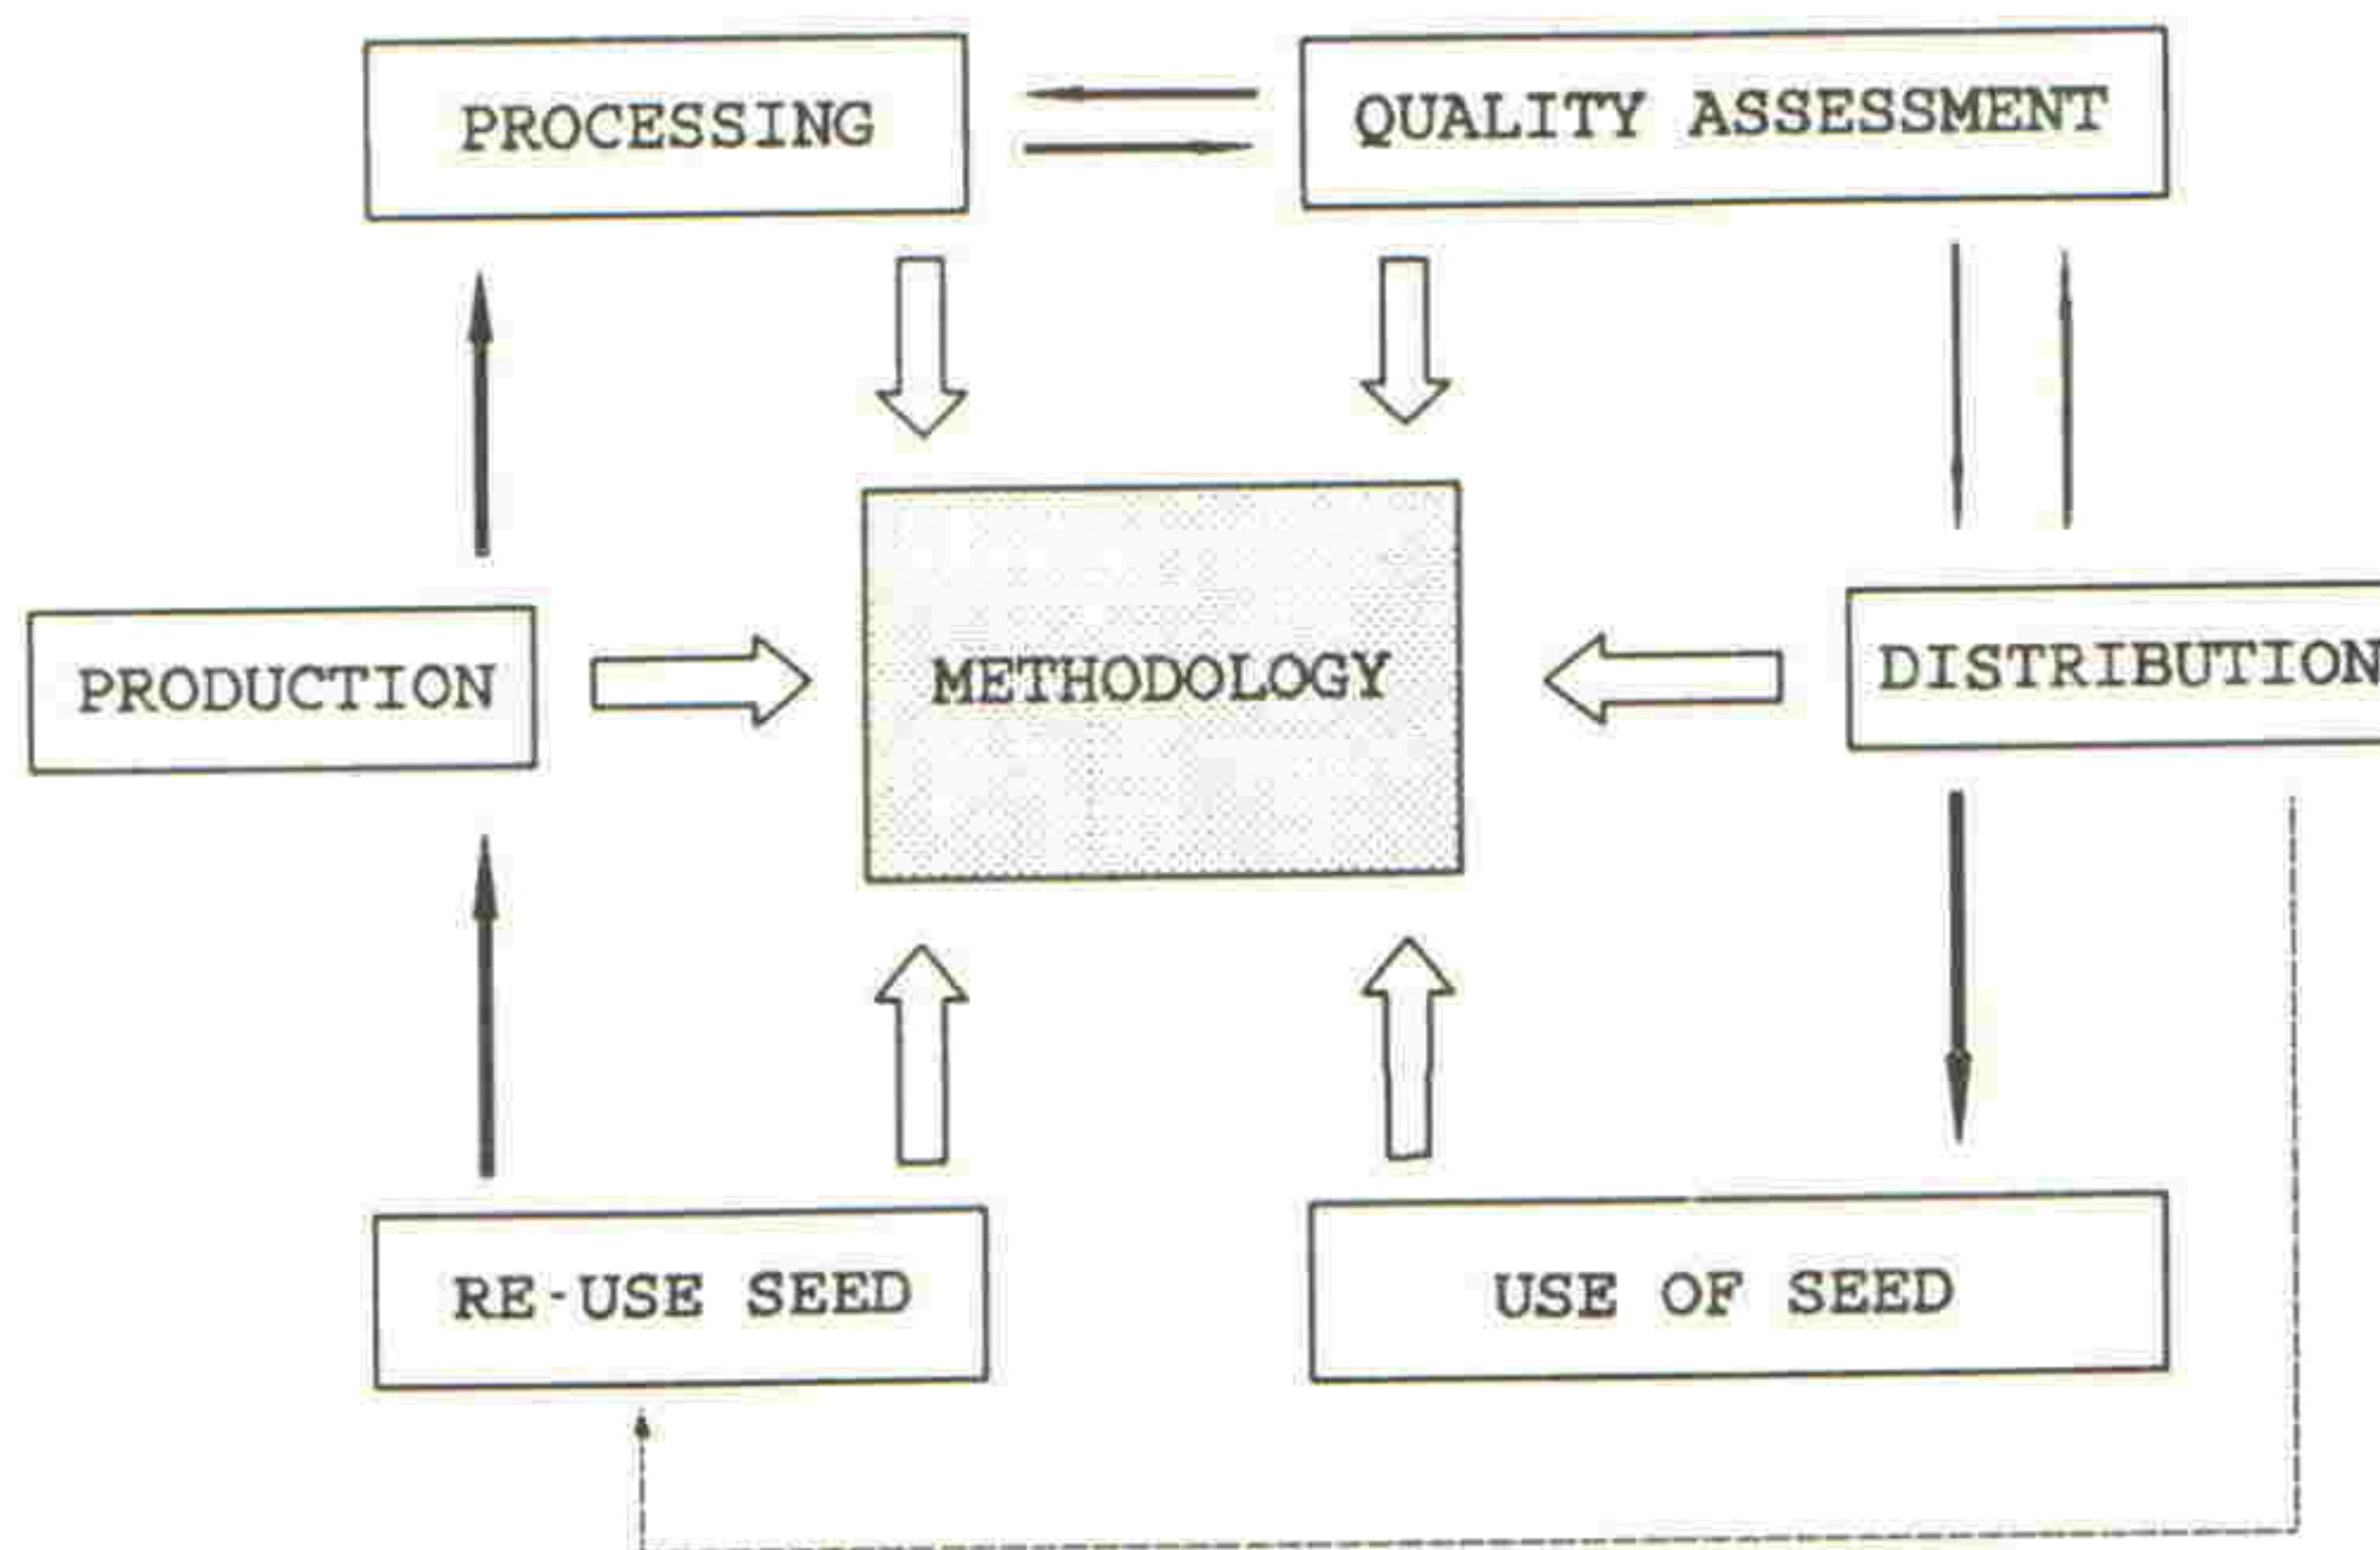 PROCESSING
QUALITY ASSESSMENT
PRODUCTION
METHODOLOGY
DISTRIBUTION
RE-USE SEED
USE OF SEED